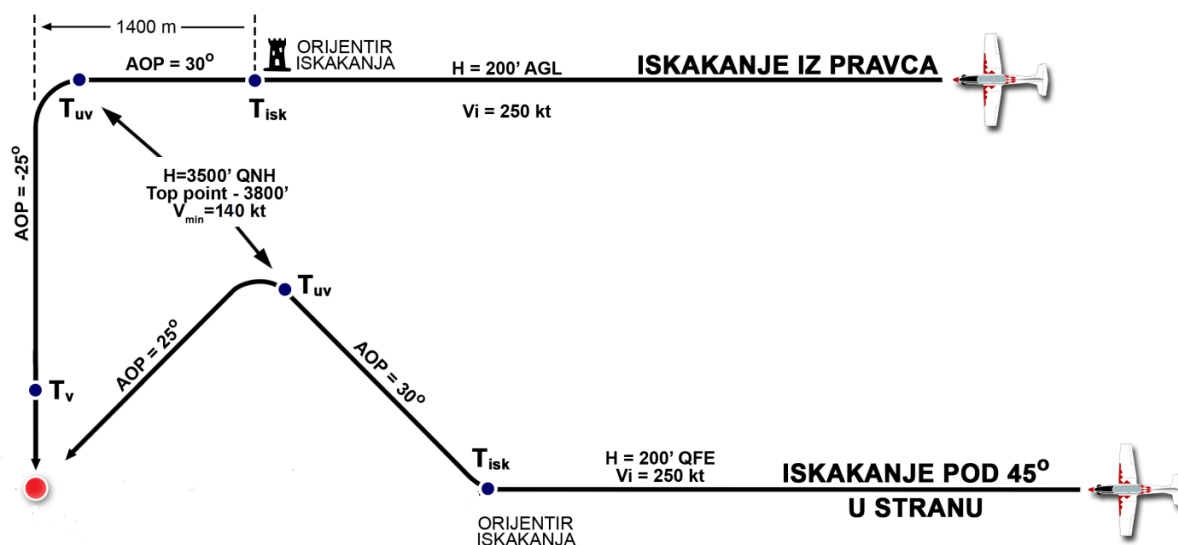 1400 m
ORIJENTIR
ISKAKANJA
AOP = 30°
H = 200' AGL
ISKAKANJE IZ PRAVCA
Tuv
Tisk
Vi = 250 kt
AOP = -25°
H=3500' QNH
Top point - 3800'
Vmin=140 kt
Tuv
AOP = 25°
AOP = 30°
Tv
Tisk
H = 200' QFE
Vi = 250 kt
ISKAKANJE POD 45°
U STRANU
ORIJENTIR
ISKAKANJA